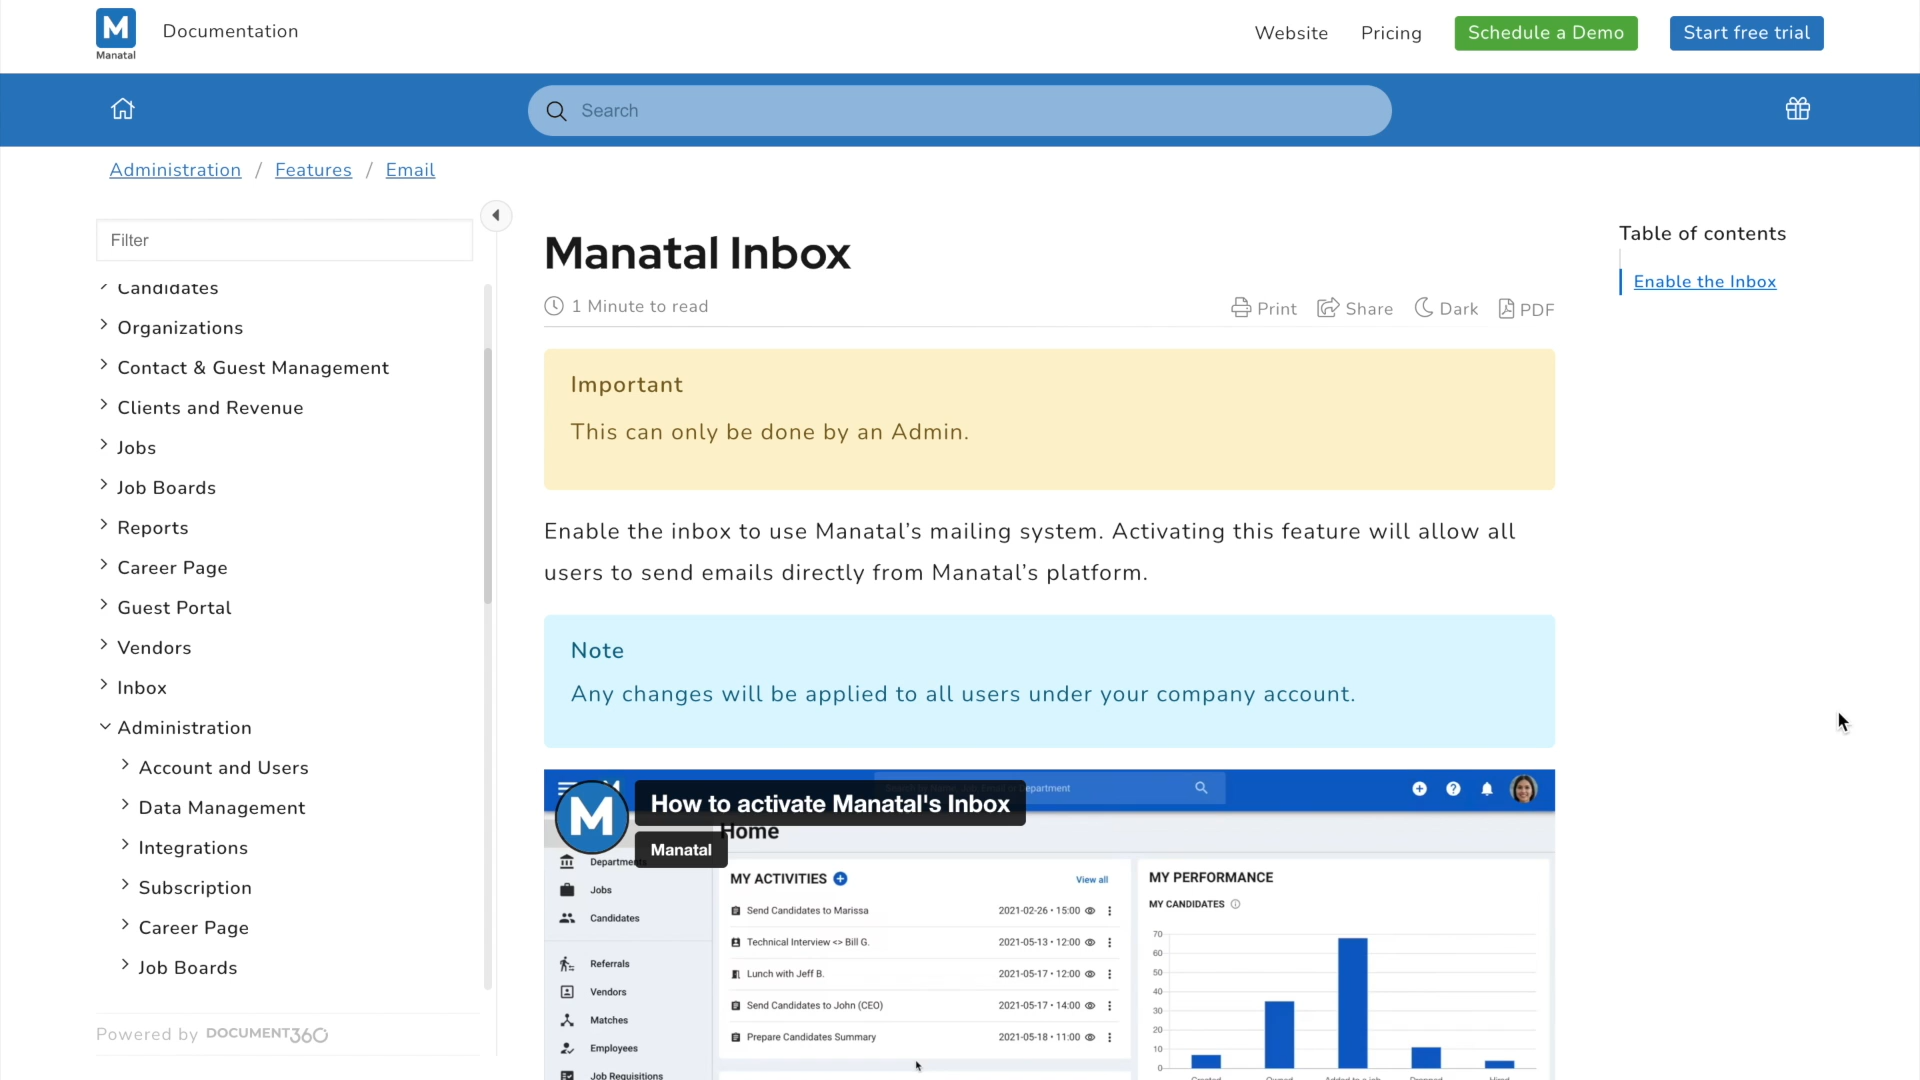 M
Manatal
Documentation
Website
Pricing
Schedule a Demo
Start free trial
Search
Administration / Features / Email
Filter
Candidates
Organizations
Contact & Guest Management
Clients and Revenue
Jobs
Job Boards
Reports
Career Page
Guest Portal
Vendors
Inbox
Administration
Account and Users
Data Management
Integrations
Subscription
Career Page
Job Boards
Powered by DOCUMENT360
Manatal Inbox
1 Minute to read
Print
Share
Dark
PDF
Important
This can only be done by an Admin.
Enable the inbox to use Manatal’s mailing system. Activating this feature will allow all
users to send emails directly from Manatal’s platform.
Note
Any changes will be applied to all users under your company account.
M
How to activate Manatal's Inbox
Manatal
Department
Home
Departments
Jobs
Candidates
Referrals
Vendors
Matches
Employees
Job Requisitions
MY ACTIVITIES
View all
Send Candidates to Marissa 2021-02-26 • 15:00
Technical Interview <> Bill G. 2021-05-13 • 12:00
Lunch with Jeff B. 2021-05-17 • 12:00
Send Candidates to John (CEO) 2021-05-17 • 14:00
Prepare Candidates Summary 2021-05-18 • 11:00
MY PERFORMANCE
MY CANDIDATES
70
60
50
40
30
20
10
0
Table of contents
Enable the Inbox